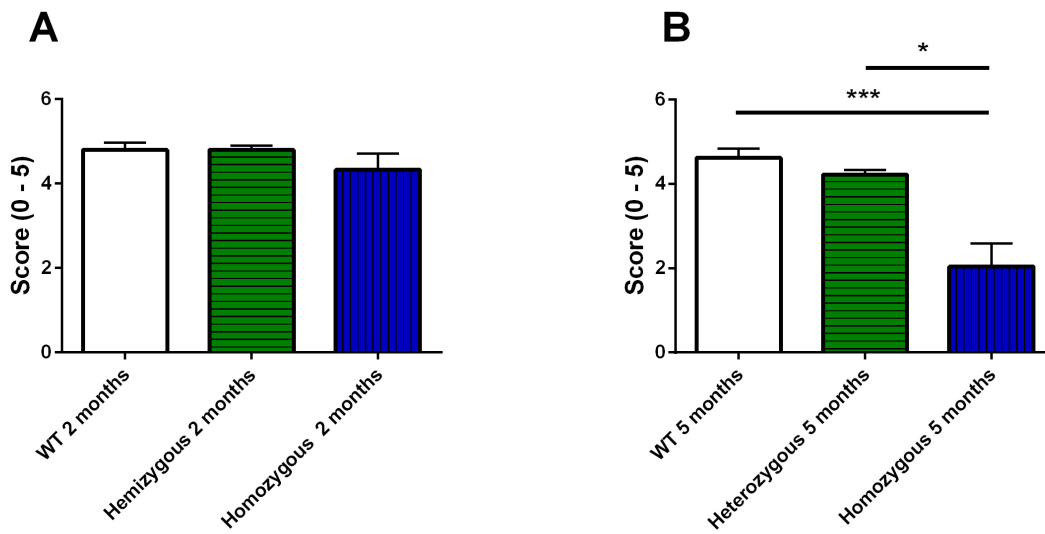 A
Score (0 - 5)
6
4
2
0
WT 2 months
Hemizygous 2 months
Homozygous  2 months
B
*
***
Score (0 - 5)
6
4
2
0
WT 5 months
Heterozygous 5 months
Homozygous 5 months